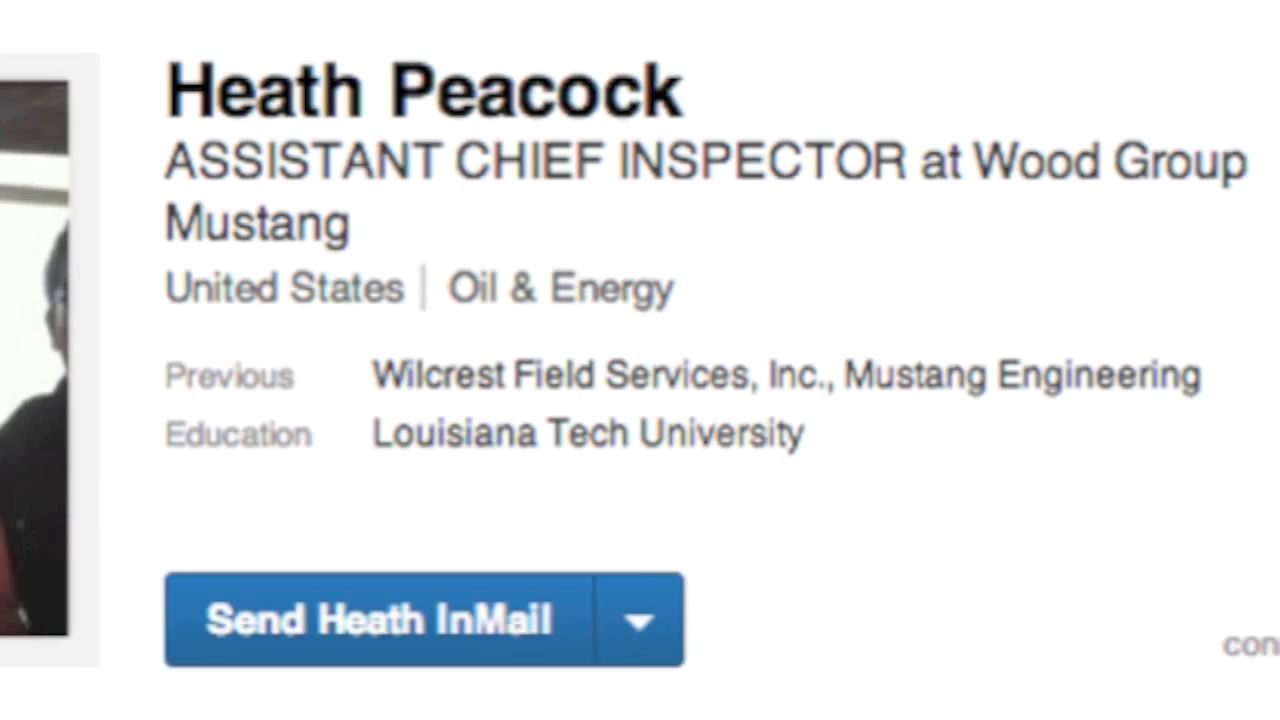 Heath Peacock
ASSISTANT CHIEF INSPECTOR at Wood Group
Mustang
United States | Oil & Energy
Previous Wilcrest Field Services, Inc., Mustang Engineering
Education Louisiana Tech University
Send Heath InMail